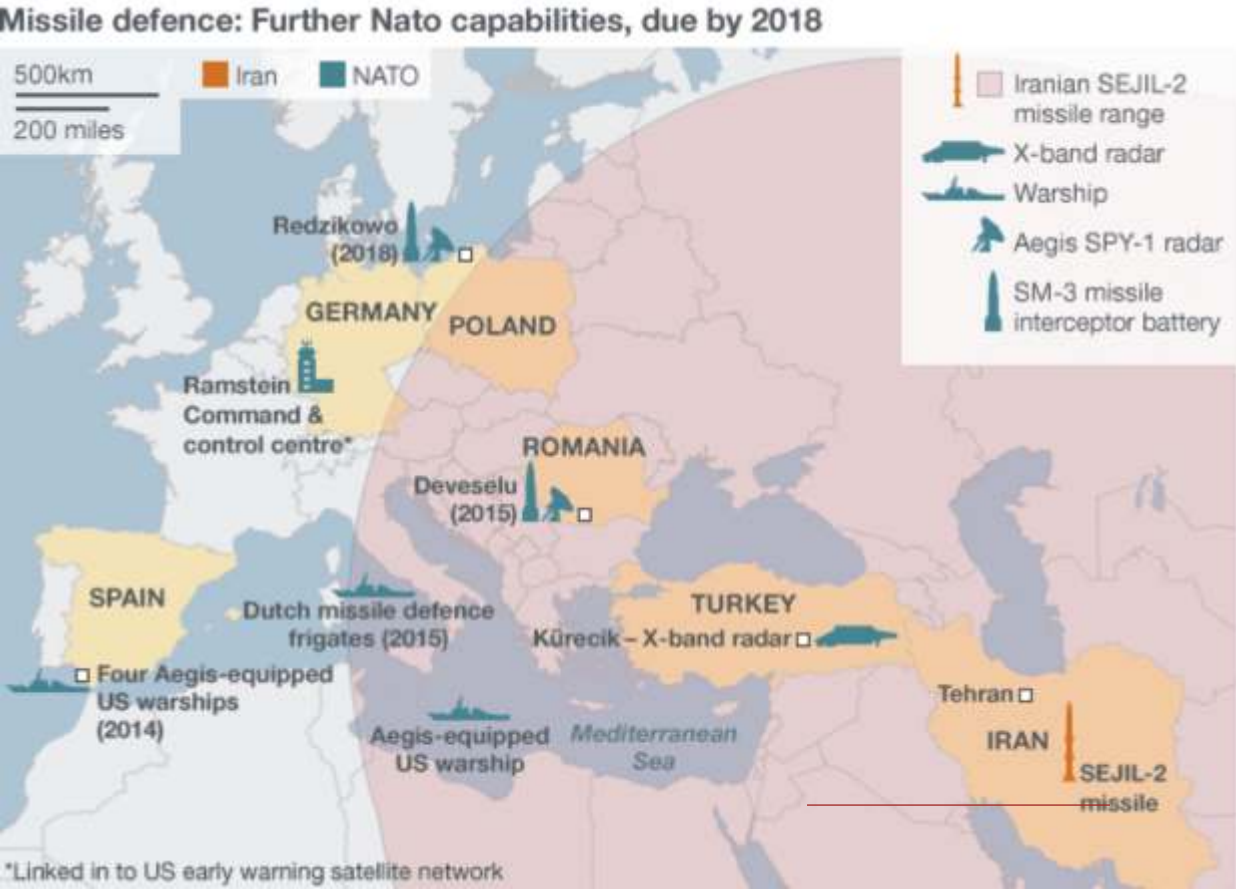 Missile defence: Further Nato capabilities, due by 2018
500km
200 miles
Iran
NATO
Iranian SEJIL-2
missile range
X-band radar
Warship
Aegis SPY-1 radar
SM-3 missile
interceptor battery
Redzikowo
(2018)
GERMANY
POLAND
Ramstein
Command &
control centre*
ROMANIA
Deveselu
(2015)
SPAIN
Dutch missile defence
frigates (2015)
TURKEY
Kürecik – X-band radar
Four Aegis-equipped
US warships
(2014)
Aegis-equipped
US warship
Mediterranean
Sea
Tehran
IRAN
SEJIL-2
missile
*Linked in to US early warning satellite network